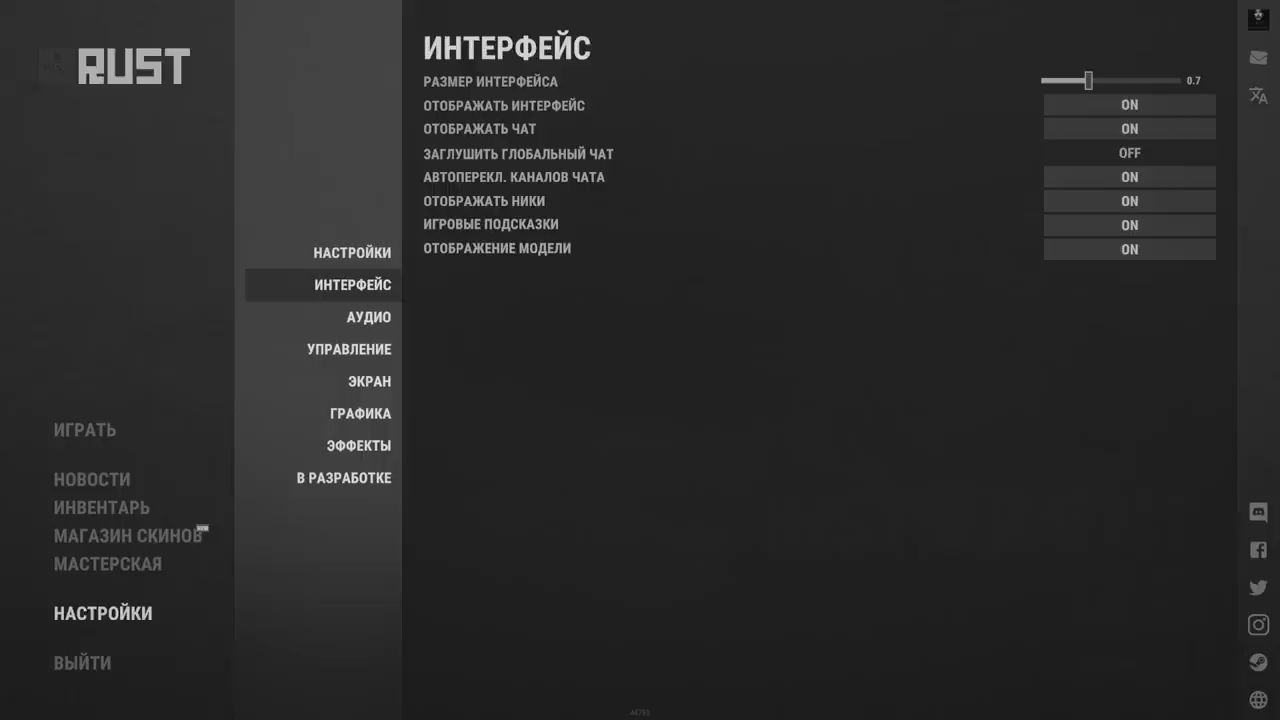 RUST
ИГРАТЬ
НОВОСТИ
ИНВЕНТАРЬ
МАГАЗИН СКИНОВ
МАСТЕРСКАЯ
НАСТРОЙКИ
ВЫЙТИ
НАСТРОЙКИ
ИНТЕРФЕЙС
АУДИО
УПРАВЛЕНИЕ
ЭКРАН
ГРАФИКА
ЭФФЕКТЫ
В РАЗРАБОТКЕ
ИНТЕРФЕЙС
РАЗМЕР ИНТЕРФЕЙСА 0.7
ОТОБРАЖАТЬ ИНТЕРФЕЙС ON
ОТОБРАЖАТЬ ЧАТ ON
ЗАГЛУШИТЬ ГЛОБАЛЬНЫЙ ЧАТ OFF
АВТОПЕРЕКЛ. КАНАЛОВ ЧАТА ON
ОТОБРАЖАТЬ НИКИ ON
ИГРОВЫЕ ПОДСКАЗКИ ON
ОТОБРАЖЕНИЕ МОДЕЛИ ON